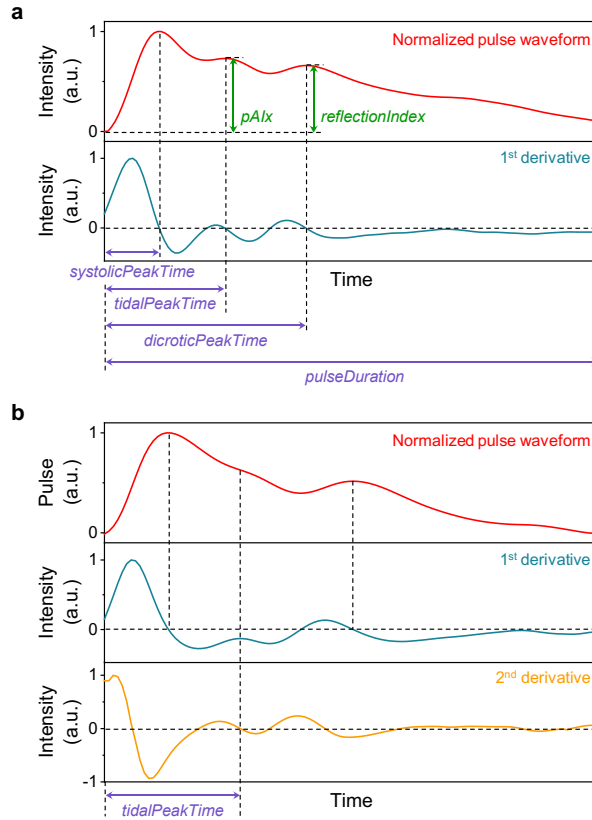 a
Normalized pulse waveform
1
Intensity
(a.u.)
pAIx
reflectionIndex
0
1st derivative
1
Intensity
(a.u.)
0
systolicPeakTime
Time
tidalPeakTime
dicroticPeakTime
pulseDuration
b
Normalized pulse waveform
1
Pulse
(a.u.)
0
1st derivative
1
Intensity
(a.u.)
0
2nd derivative
1
Intensity
(a.u.)
0
-1
tidalPeakTime
Time